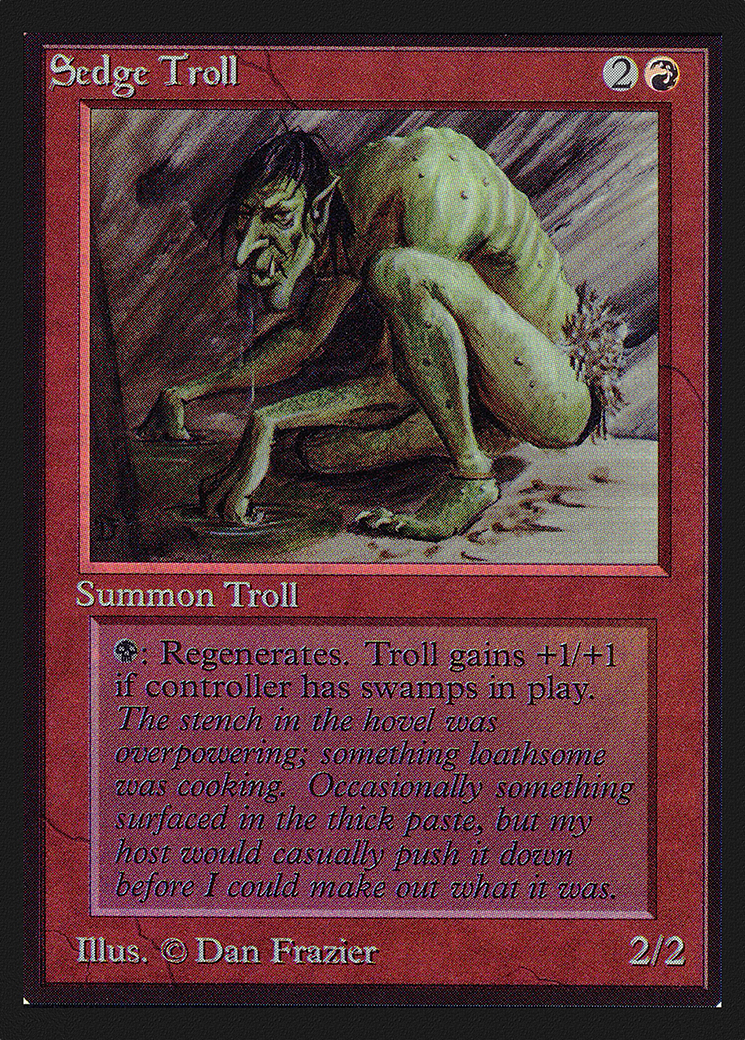 Sedge Troll 2
Summon Troll
: Regenerates. Troll gains +1/+1
if controller has swamps in play.
The stench in the hovel was
overpowering; something loathsome
was cooking. Occasionally something
surfaced in the thick paste, but my
host would casually push it down
before I could make out what it was.
Illus. © Dan Frazier 2/2